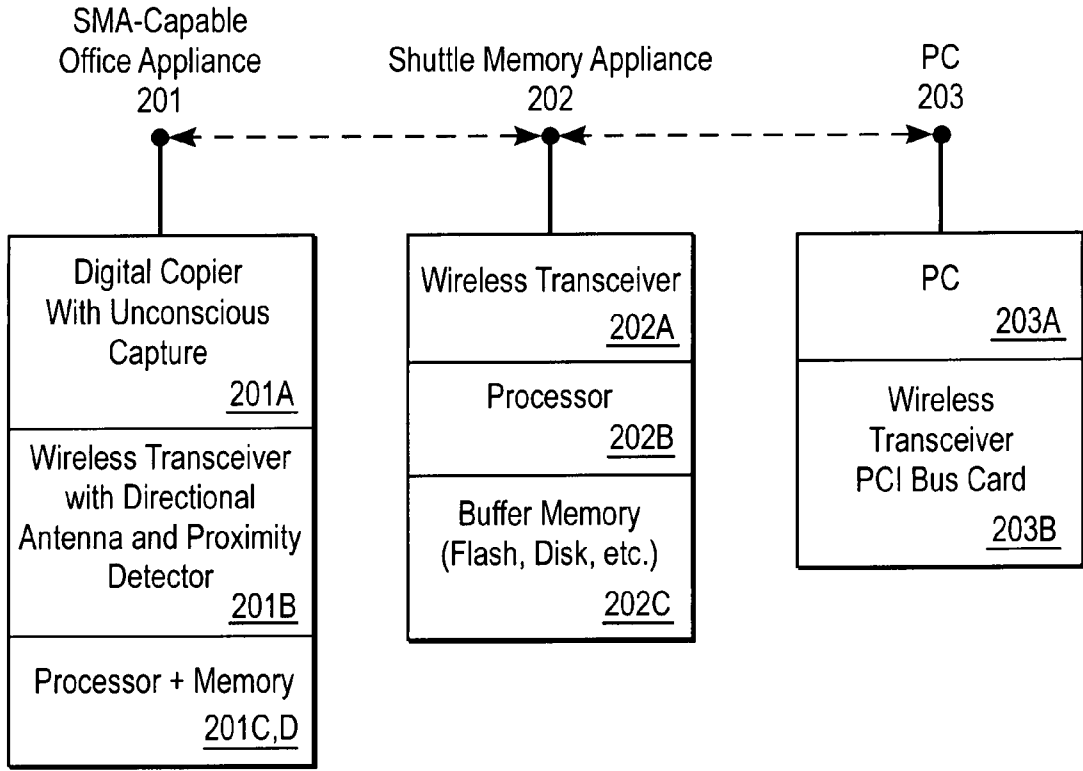 SMA-Capable
Office Appliance
201
Shuttle Memory Appliance
202
PC
203
Digital Copier
With Unconscious
Capture
201A
Wireless Transceiver
with Directional
Antenna and Proximity
Detector
201B
Processor + Memory
201C,D
Wireless Transceiver
202A
Processor
202B
Buffer Memory
(Flash, Disk, etc.)
202C
PC
203A
Wireless
Transceiver
PCI Bus Card
203B